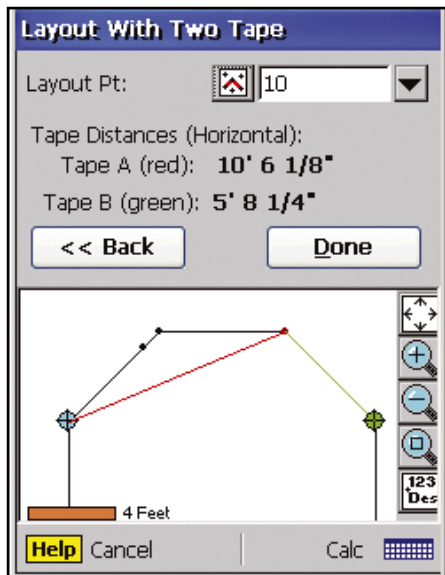 Layout With Two Tape
Layout Pt: 10
Tape Distances (Horizontal):
Tape A (red): 10' 6 1/8"
Tape B (green): 5' 8 1/4"
<< Back Done
123
Des
4 Feet
Help Cancel Calc